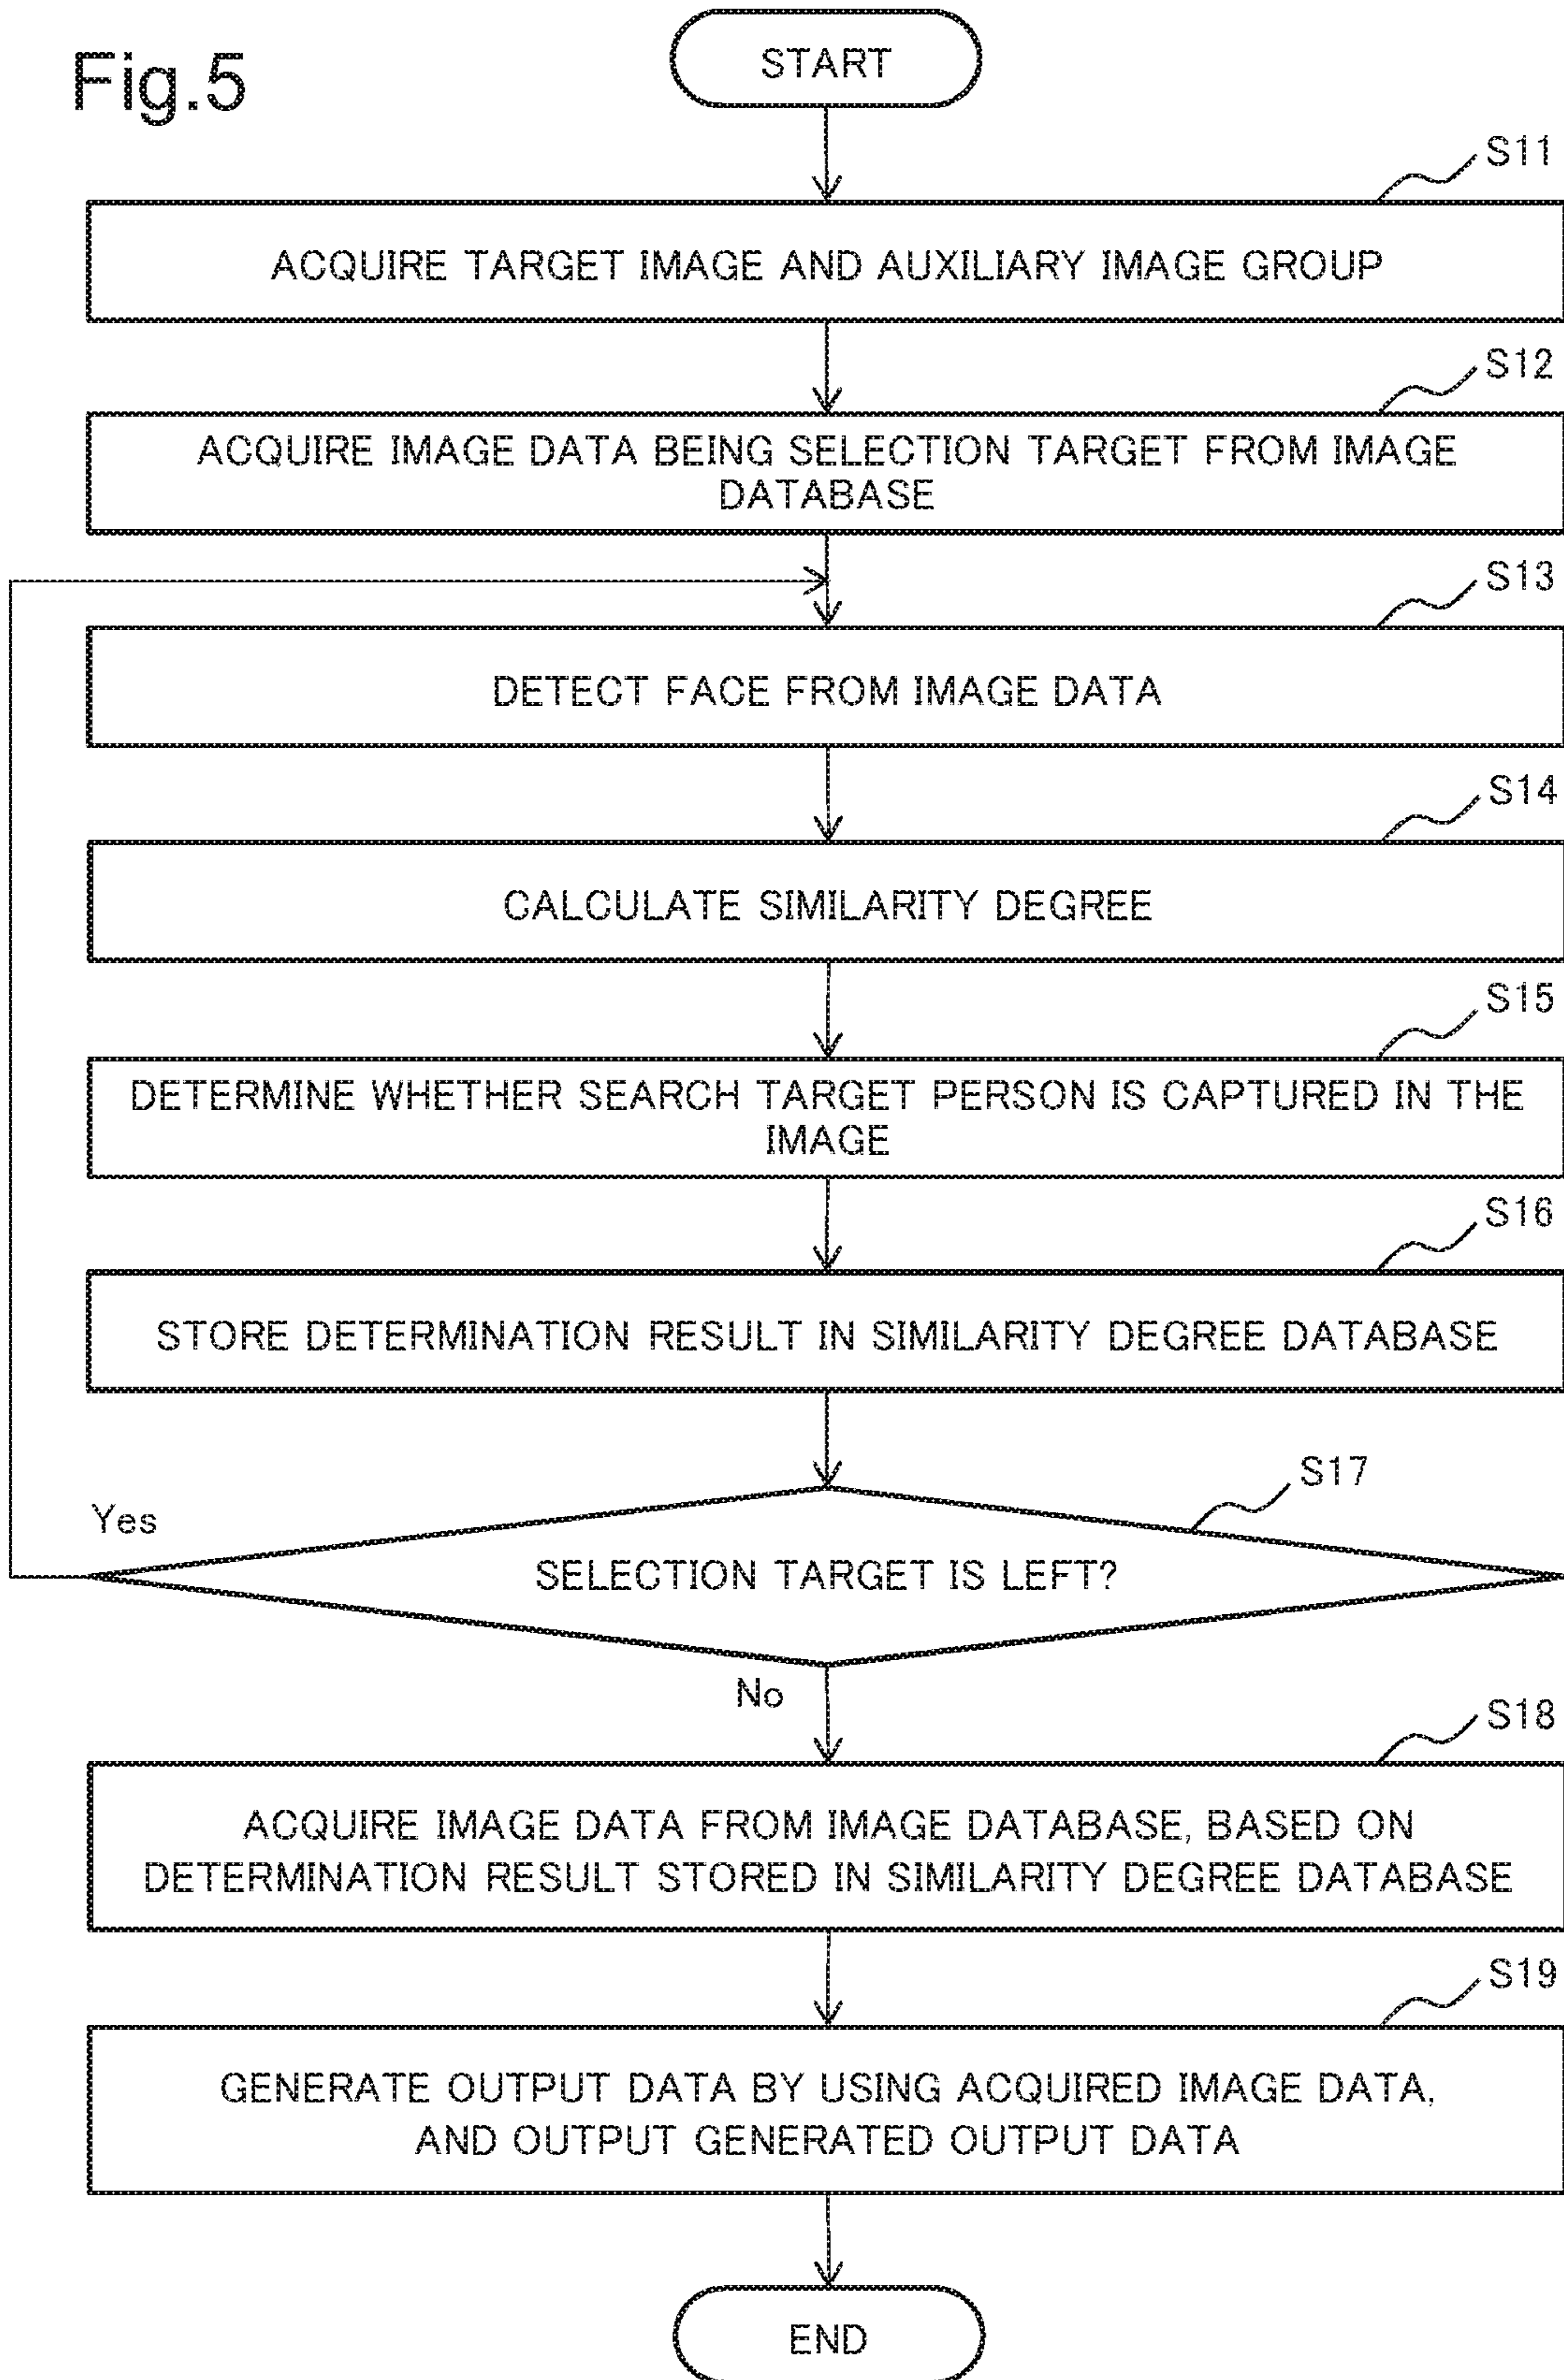 Fig.5
START
S11
ACQUIRE TARGET IMAGE AND AUXILIARY IMAGE GROUP
S12
ACQUIRE IMAGE DATA BEING SELECTION TARGET FROM IMAGE
DATABASE
S13
DETECT FACE FROM IMAGE DATA
S14
CALCULATE SIMILARITY DEGREE
S15
DETERMINE WHETHER SEARCH TARGET PERSON IS CAPTURED IN THE
IMAGE
S16
STORE DETERMINATION RESULT IN SIMILARITY DEGREE DATABASE
S17
Yes
SELECTION TARGET IS LEFT?
No
S18
ACQUIRE IMAGE DATA FROM IMAGE DATABASE, BASED ON
DETERMINATION RESULT STORED IN SIMILARITY DEGREE DATABASE
S19
GENERATE OUTPUT DATA BY USING ACQUIRED IMAGE DATA,
AND OUTPUT GENERATED OUTPUT DATA
END